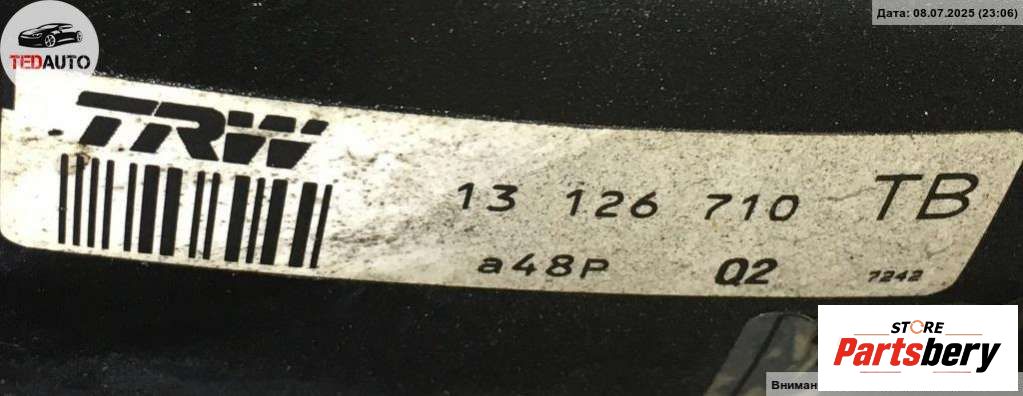 Дата: 08.07.2025 (23:06)
TEDAUTO
TRW
13 126 710 TB
a48P Q2 7242
STORE
Partsbery
Вниман